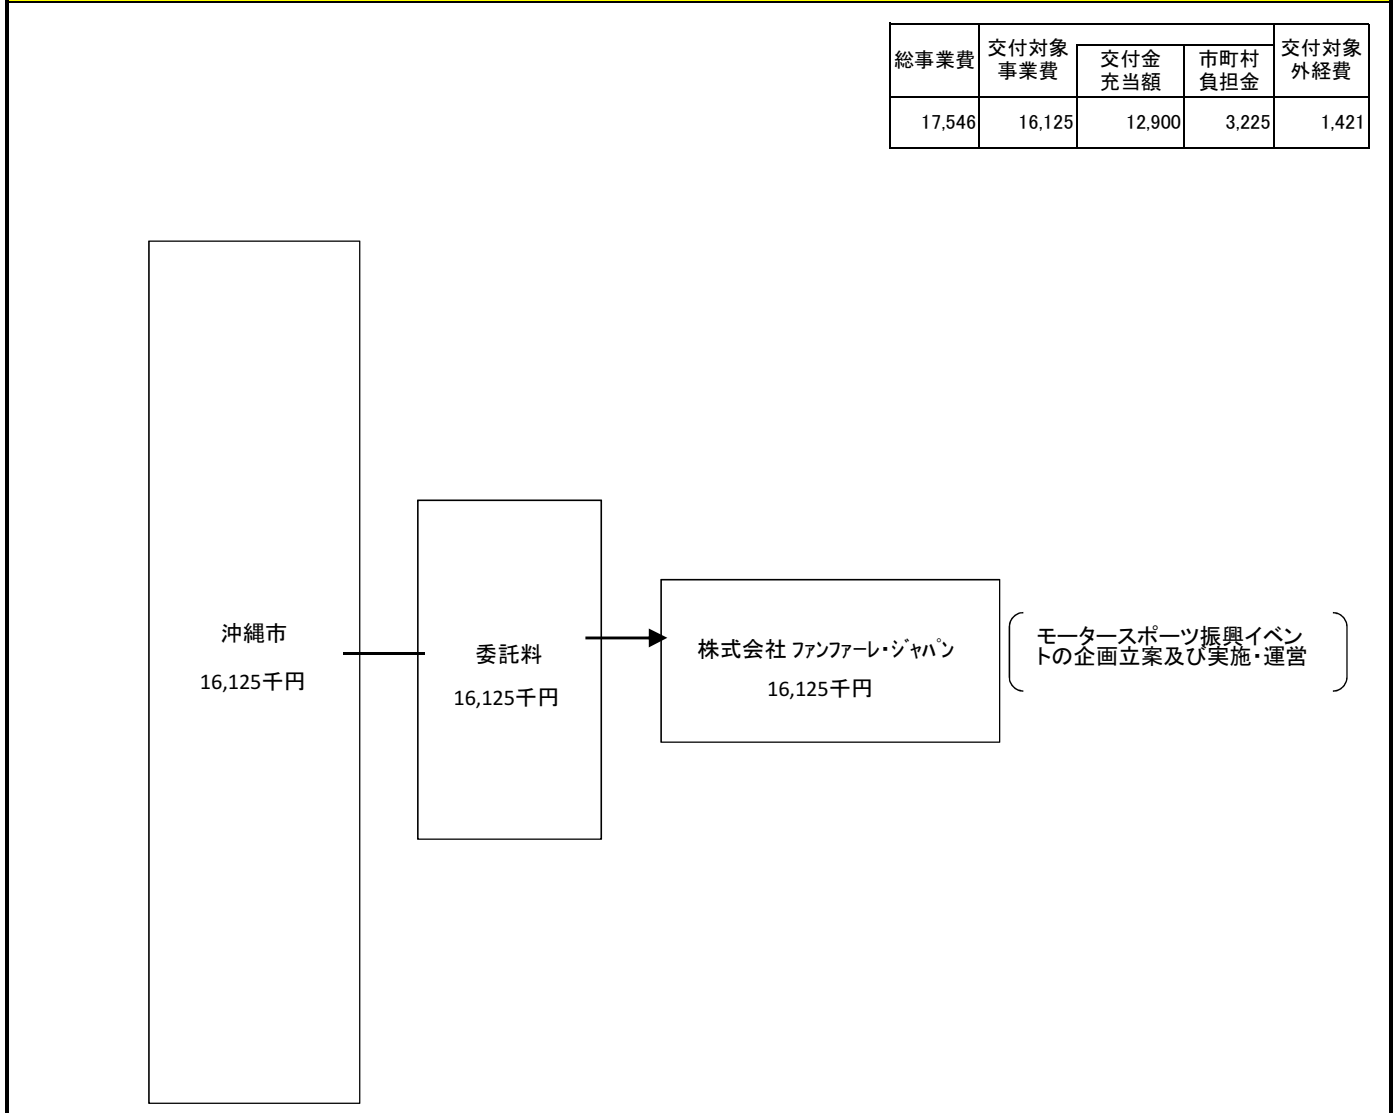 総事業費
交付対象
事業費
交付金
充当額
市町村
負担金
交付対象
外経費
17,546 16,125 12,900 3,225 1,421
沖縄市
16,125千円
委託料
16,125千円
株式会社 ﾌｧﾝﾌｧｰﾚ・ｼﾞｬﾊﾟﾝ
16,125千円
モータースポーツ振興イベン
トの企画立案及び実施・運営